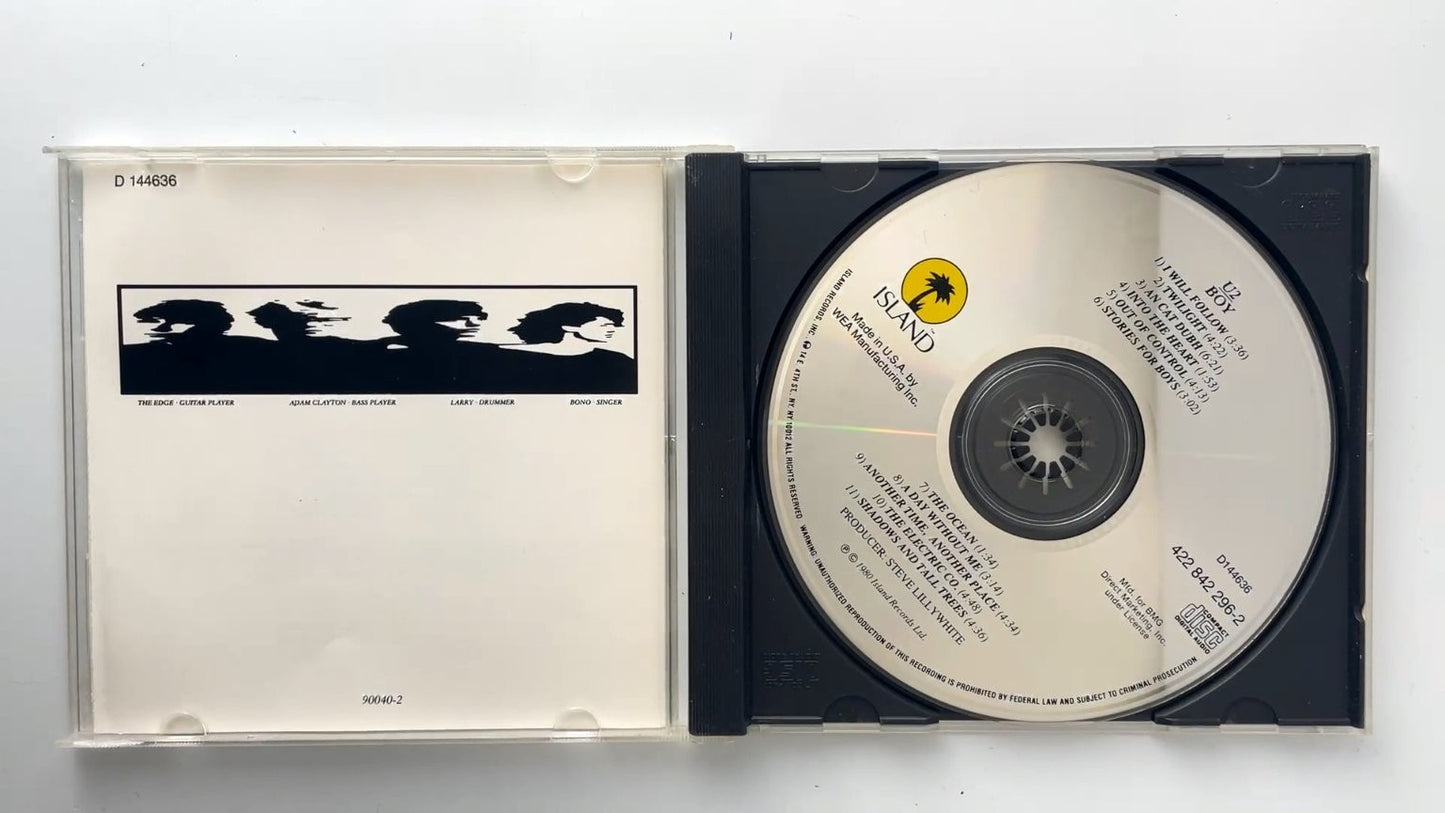 D 144636
THE EDGE · GUITAR PLAYER
ADAM CLAYTON · BASS PLAYER
LARRY · DRUMMER
BONO · SINGER
90040-2
ISLAND™
Made in U.S.A. by
WEA Manufacturing Inc.
U2
BOY
1) I WILL FOLLOW (3:36)
2) TWILIGHT (4:22)
3) AN CAT DUBH (6:21)
4) INTO THE HEART (1:53)
5) OUT OF CONTROL (4:13)
6) STORIES FOR BOYS (3:02)
7) THE OCEAN (1:34)
8) A DAY WITHOUT ME (3:14)
9) ANOTHER TIME, ANOTHER PLACE (4:34)
10) THE ELECTRIC CO. (4:48)
11) SHADOWS AND TALL TREES (4:36)
PRODUCER: STEVE LILLYWHITE
℗ © 1980 Island Records Ltd.
D144636
422 842 296-2
Mfd. for BMG
Direct Marketing, Inc.
under License
COMPACT
disc
DIGITAL AUDIO
ISLAND RECORDS, INC. 14 E. 4TH ST., NY, NY 10012 ALL RIGHTS RESERVED. WARNING: UNAUTHORIZED REPRODUCTION OF THIS RECORDING IS PROHIBITED BY FEDERAL LAW AND SUBJECT TO CRIMINAL PROSECUTION